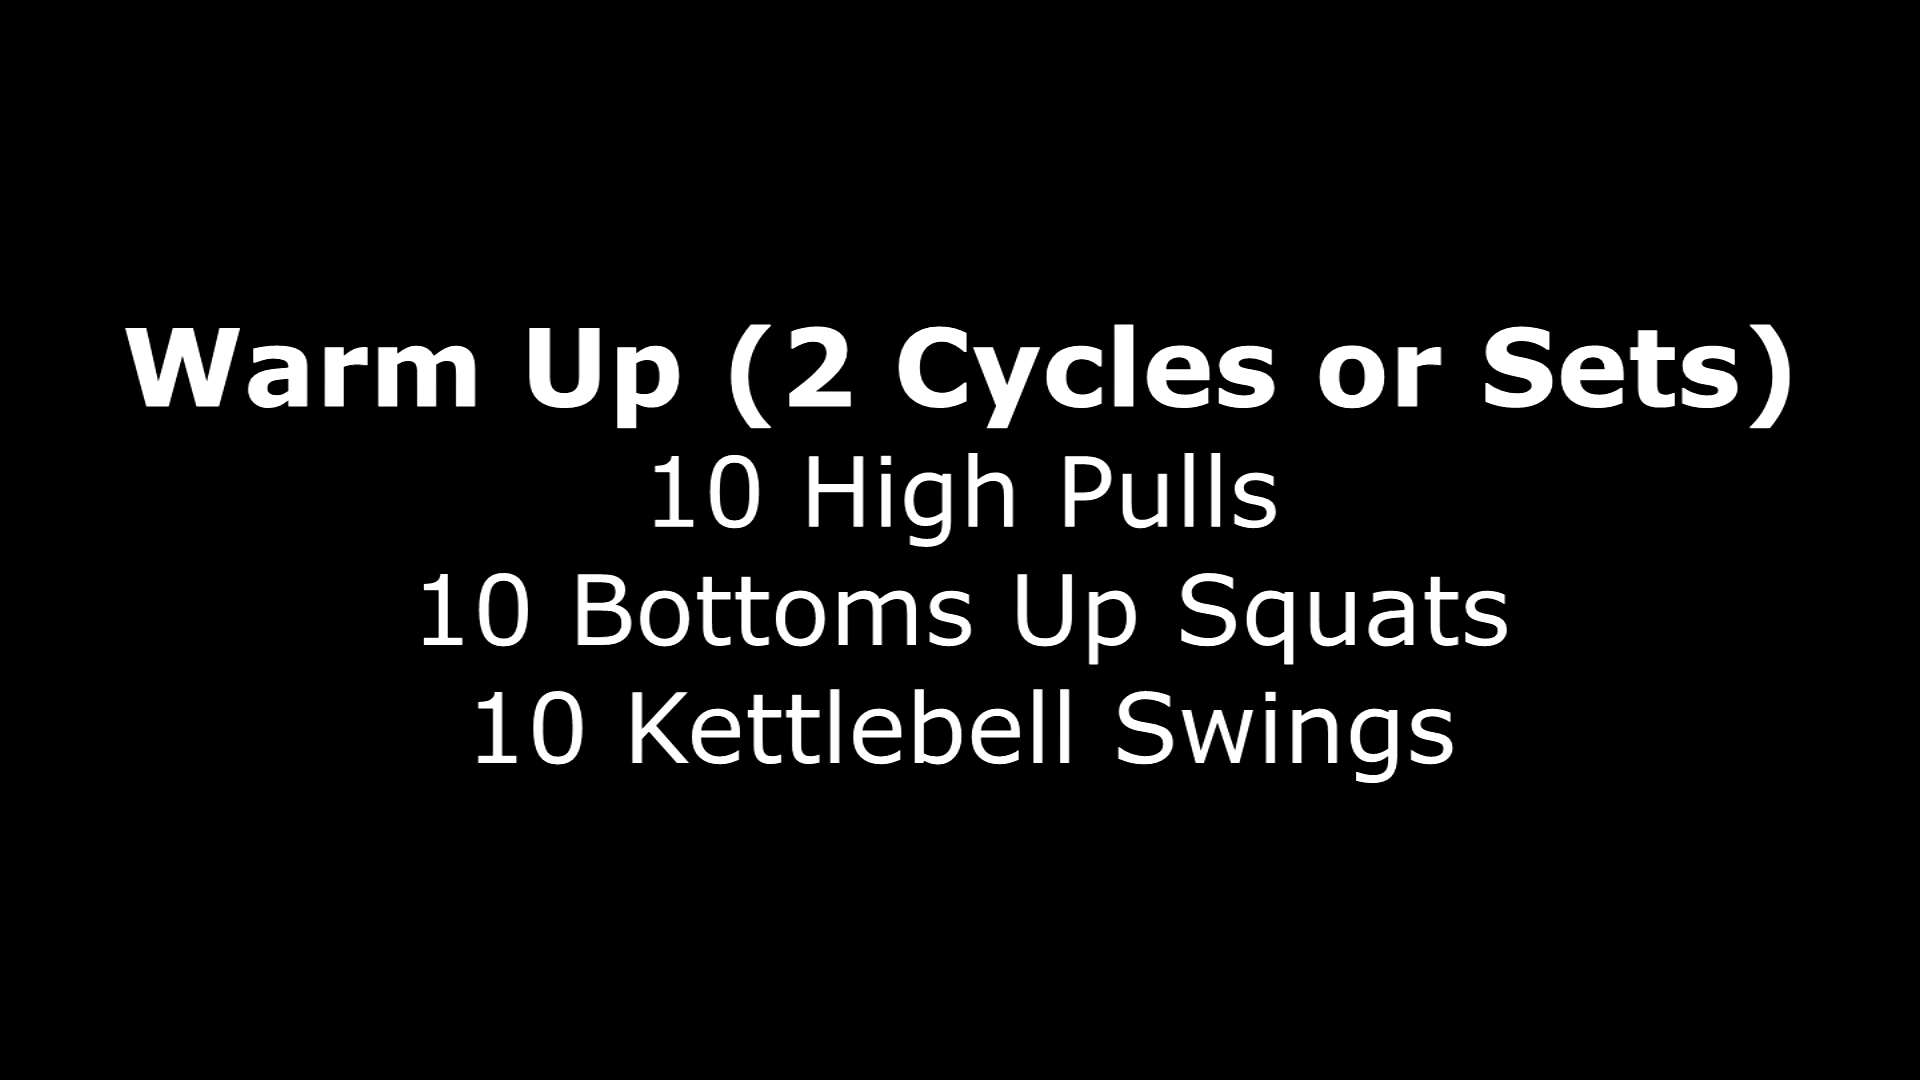 Warm Up (2 Cycles or Sets)
10 High Pulls
10 Bottoms Up Squats
10 Kettlebell Swings